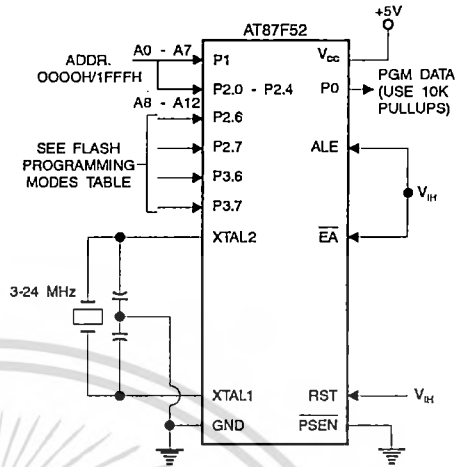 AT87F52
+5V
A0 - A7
ADDR.
0000H/1FFFH
P1
P2.0 - P2.4
A8 - A12
P2.6
SEE FLASH
PROGRAMMING
MODES TABLE
P2.7
P3.6
P3.7
XTAL2
3-24 MHz
XTAL1
GND
VCC
P0
PGM DATA
(USE 10K
PULLUPS)
ALE
VIH
EA
RST
VIH
PSEN